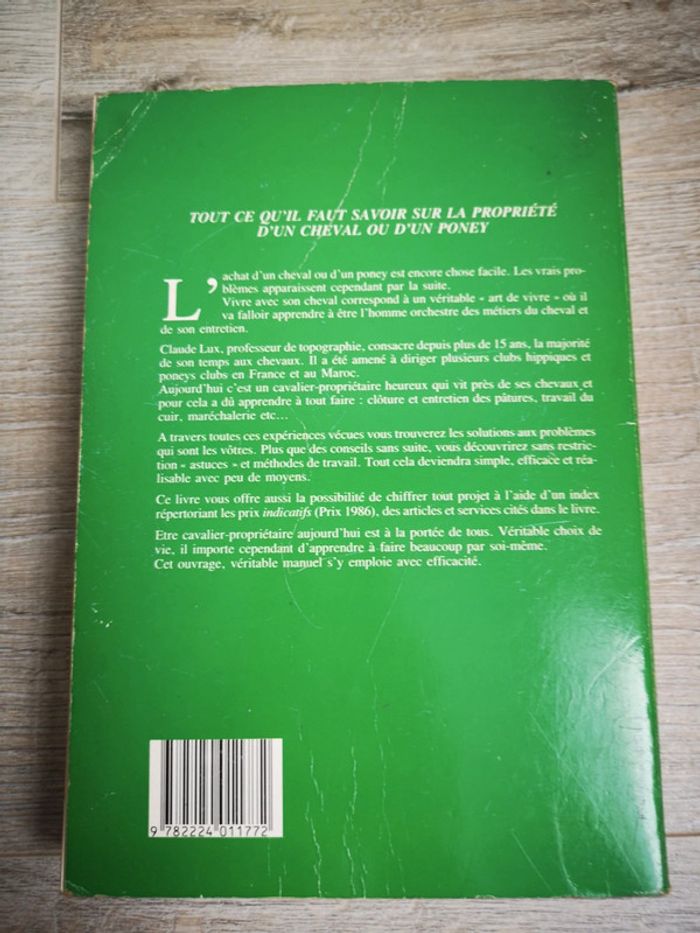 TOUT CE QU'IL FAUT SAVOIR SUR LA PROPRIÉTÉ
D'UN CHEVAL OU D'UN PONEY
L'achat d'un cheval ou d'un poney est encore chose facile. Les vrais pro-
blèmes apparaissent cependant par la suite.
Vivre avec son cheval correspond à un véritable « art de vivre » où il
va falloir apprendre à être l'homme orchestre des métiers du cheval et
de son entretien.
Claude Lux, professeur de topographie, consacre depuis plus de 15 ans, la majorité
de son temps aux chevaux. Il a été amené à diriger plusieurs clubs hippiques et
poneys clubs en France et au Maroc.
Aujourd'hui c'est un cavalier-propriétaire heureux qui vit près de ses chevaux et
pour cela a dû apprendre à tout faire : clôture et entretien des pâtures, travail du
cuir, maréchalerie etc...
A travers toutes ces expériences vécues vous trouverez les solutions aux problèmes
qui sont les vôtres. Plus que des conseils sans suite, vous découvrirez sans restric-
tion « astuces » et méthodes de travail. Tout cela deviendra simple, efficace et réa-
lisable avec peu de moyens.
Ce livre vous offre aussi la possibilité de chiffrer tout projet à l'aide d'un index
répertoriant les prix indicatifs (Prix 1986), des articles et services cités dans le livre.
Etre cavalier-propriétaire aujourd'hui est à la portée de tous. Véritable choix de
vie, il importe cependant d'apprendre à faire beaucoup par soi-même.
Cet ouvrage, véritable manuel s'y emploie avec efficacité.
9 782224 011772